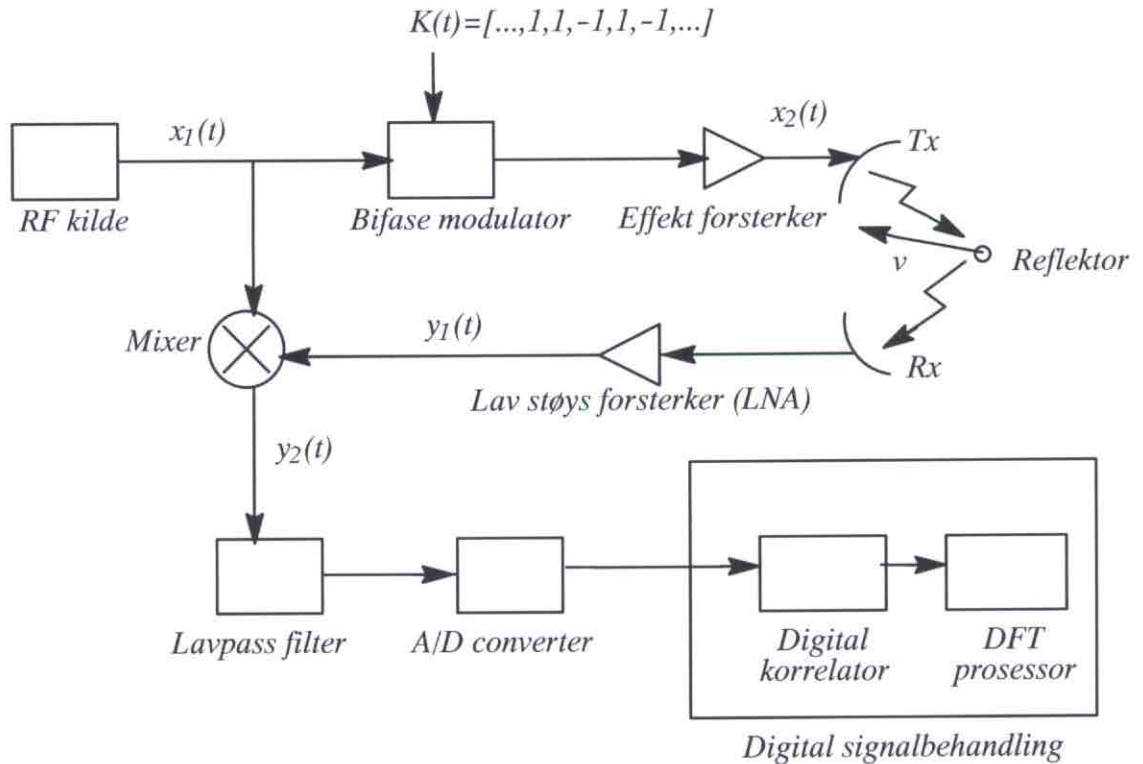 K(t)=[...,1,1,-1,1,-1,...]
x1(t)
x2(t)
Tx
RF kilde
Bifase modulator
Effekt forsterker
v
Reflektor
Mixer
y1(t)
Rx
Lav støys forsterker (LNA)
y2(t)
Lavpass filter
A/D converter
Digital
korrelator
DFT
prosessor
Digital signalbehandling